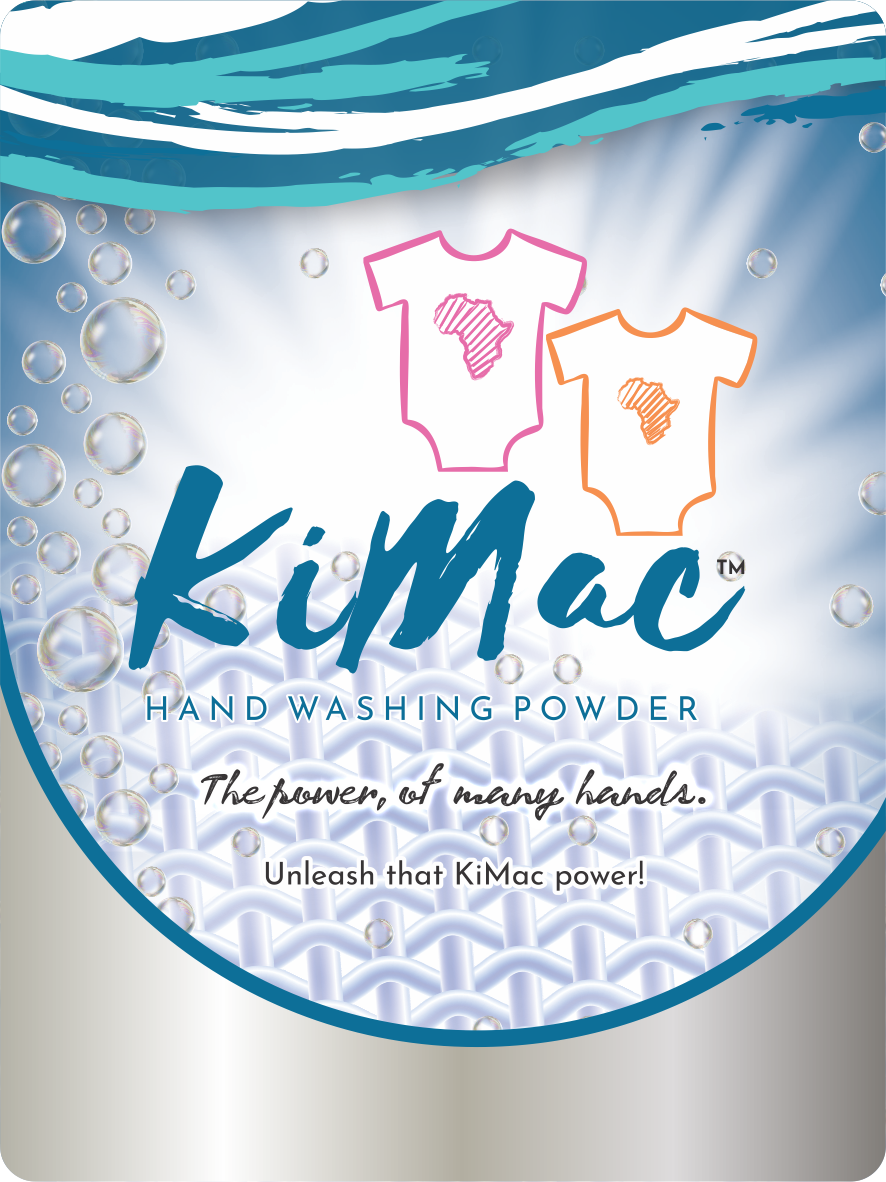 KiMac™
HAND WASHING POWDER
The power, of many hands.
Unleash that KiMac power!